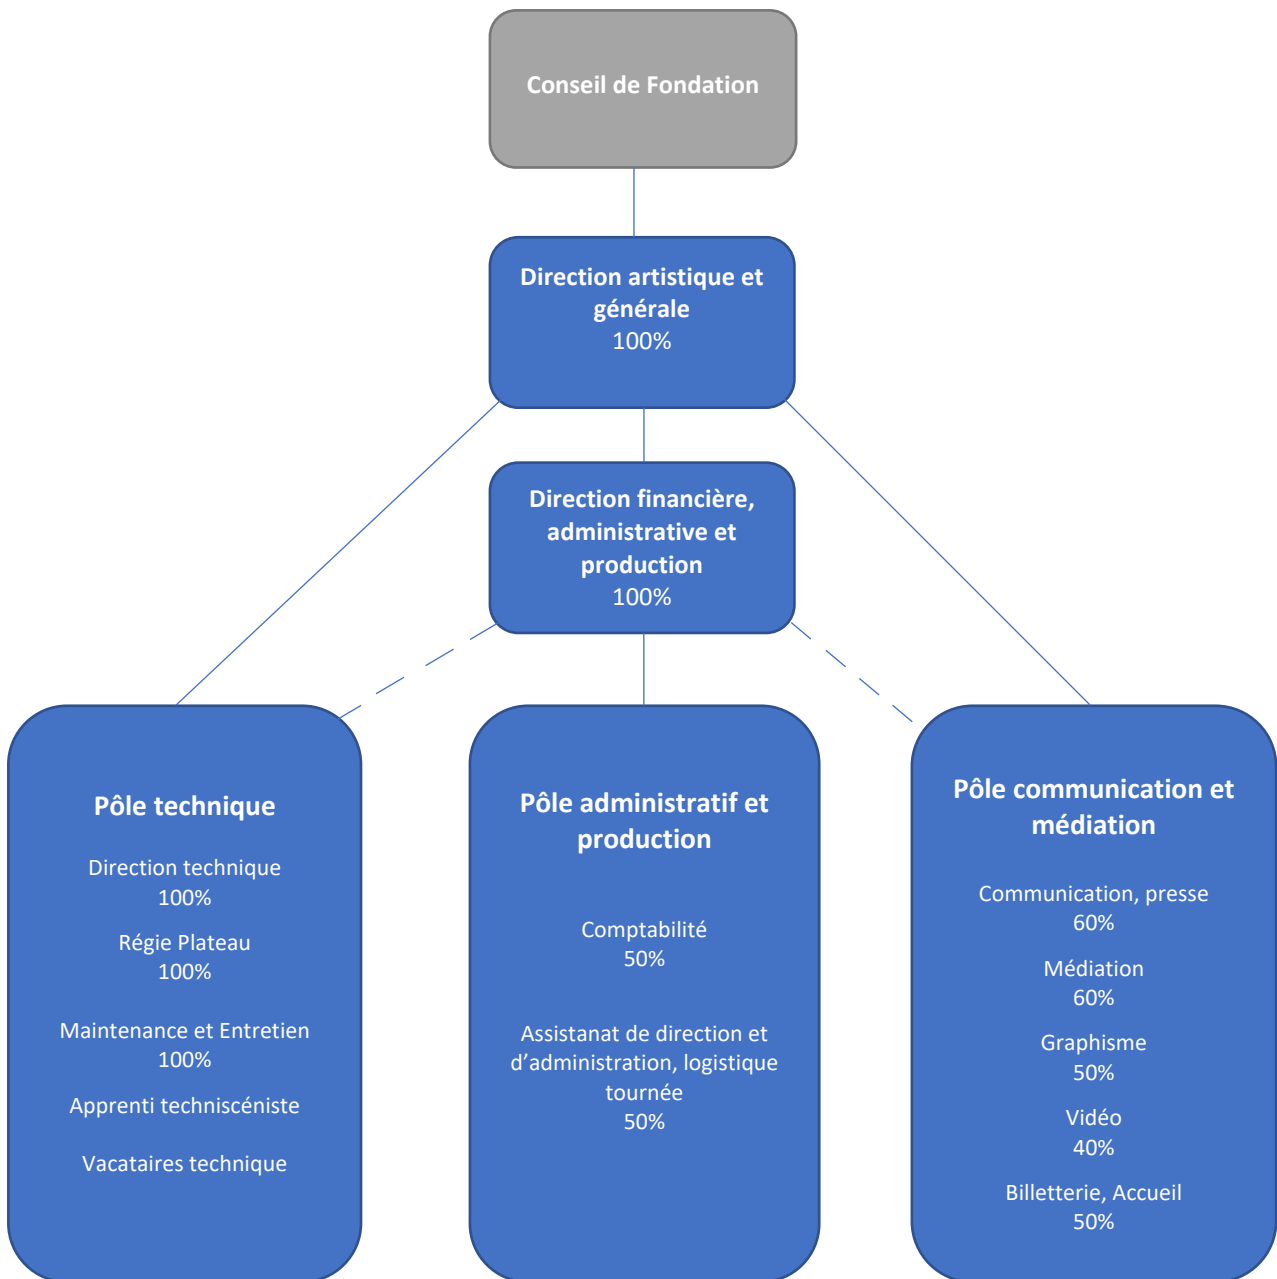 Conseil de Fondation
Direction artistique et
générale
100%
Direction financière,
administrative et
production
100%
Pôle technique
Direction technique
100%
Régie Plateau
100%
Maintenance et Entretien
100%
Apprenti techniscéniste
Vacataires technique
Pôle administratif et
production
Comptabilité
50%
Assistanat de direction et
d’administration, logistique
tournée
50%
Pôle communication et
médiation
Communication, presse
60%
Médiation
60%
Graphisme
50%
Vidéo
40%
Billetterie, Accueil
50%